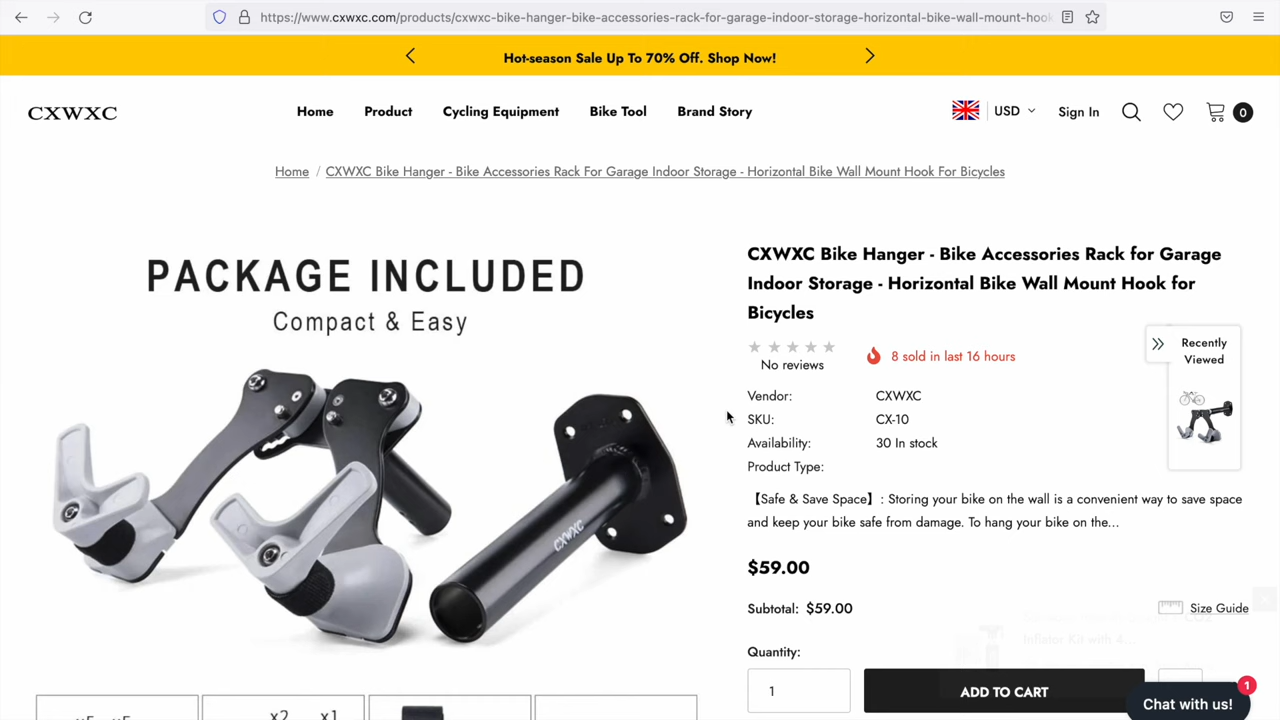 https://www.cxwxc.com/products/cxwxc-bike-hanger-bike-accessories-rack-for-garage-indoor-storage-horizontal-bike-wall-mount-hook
Hot-season Sale Up To 70% Off. Shop Now!
CXWXC
Home Product Cycling Equipment Bike Tool Brand Story
USD Sign In 0
Home / CXWXC Bike Hanger - Bike Accessories Rack For Garage Indoor Storage - Horizontal Bike Wall Mount Hook For Bicycles
PACKAGE INCLUDED
Compact & Easy
CXWXC
CXWXC Bike Hanger - Bike Accessories Rack for Garage
Indoor Storage - Horizontal Bike Wall Mount Hook for
Bicycles
No reviews
8 sold in last 16 hours
Recently
Viewed
Vendor: CXWXC
SKU: CX-10
Availability: 30 In stock
Product Type:
【Safe & Save Space】: Storing your bike on the wall is a convenient way to save space
and keep your bike safe from damage. To hang your bike on the...
$59.00
Subtotal: $59.00
Size Guide
Inflator Kit with 4...
Quantity:
1
ADD TO CART
Chat with us!
1
x2 x1